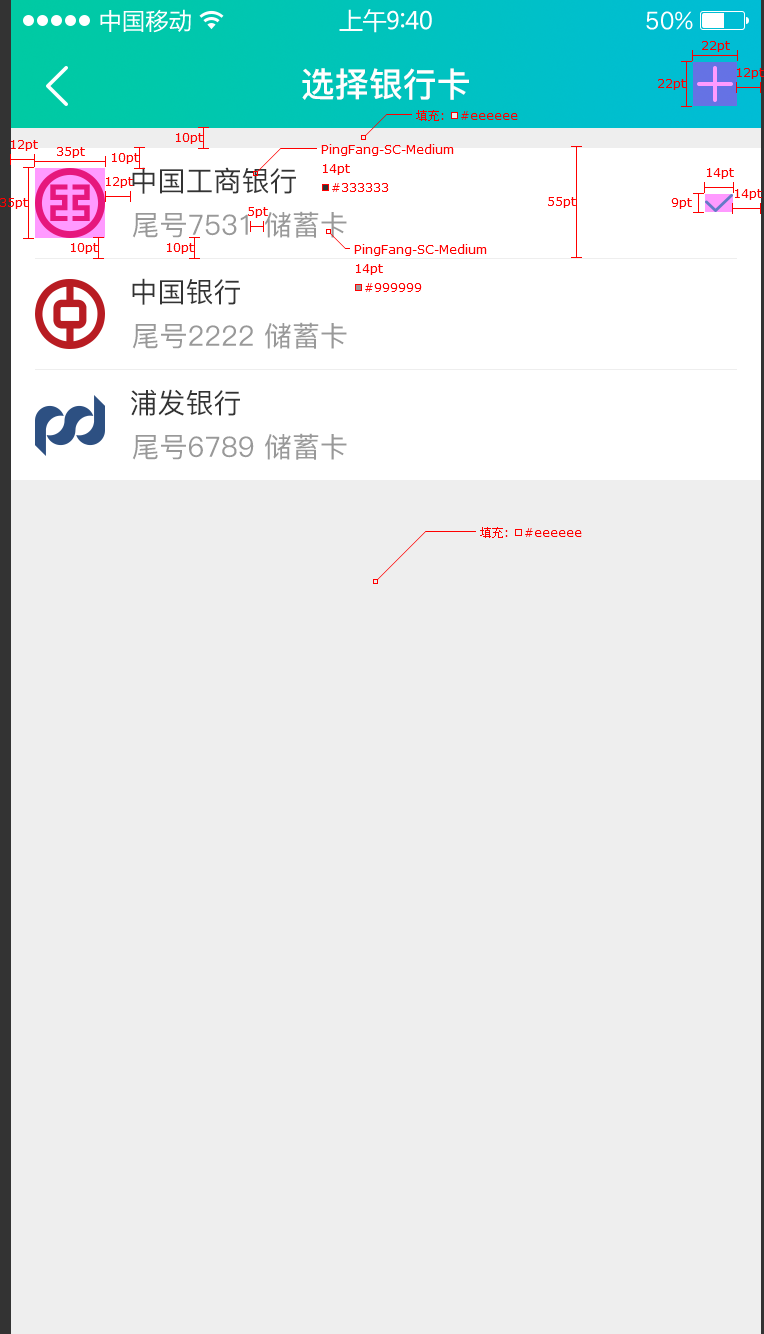 中国移动 上午9:40 50%
22pt
选择银行卡
22pt 12pt
填充: #eeeeee
10pt
12pt 35pt 10pt PingFang-SC-Medium
14pt
14pt
12pt 中国工商银行 #333333
35pt 55pt 9pt 14pt
5pt
尾号7531 储蓄卡
10pt 10pt PingFang-SC-Medium
14pt
中国银行 #999999
尾号2222 储蓄卡
浦发银行
尾号6789 储蓄卡
填充: #eeeeee